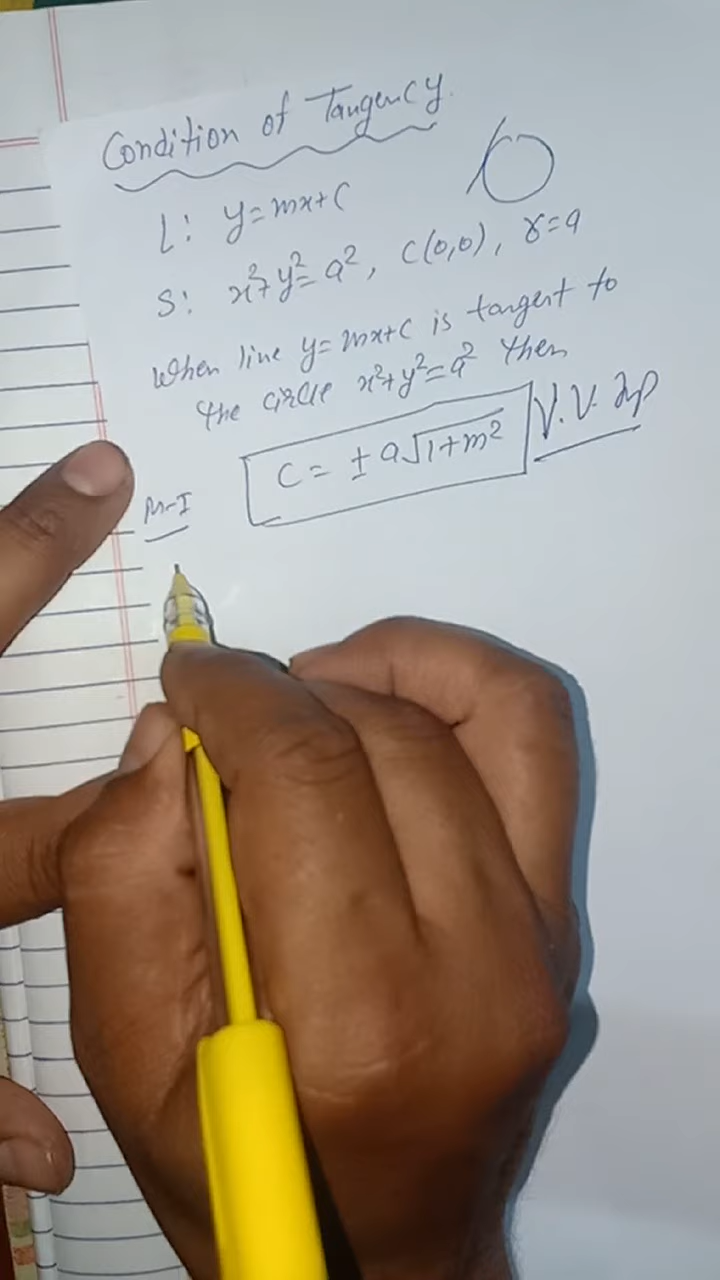 Condition of Tangency.
L: y=mx+c
S: x²+y²=a², C(0,0), r=a
When line y=mx+c is tangent to
the circle x²+y²=a² then
c = ±a√1+m² V.V. Imp
M-I